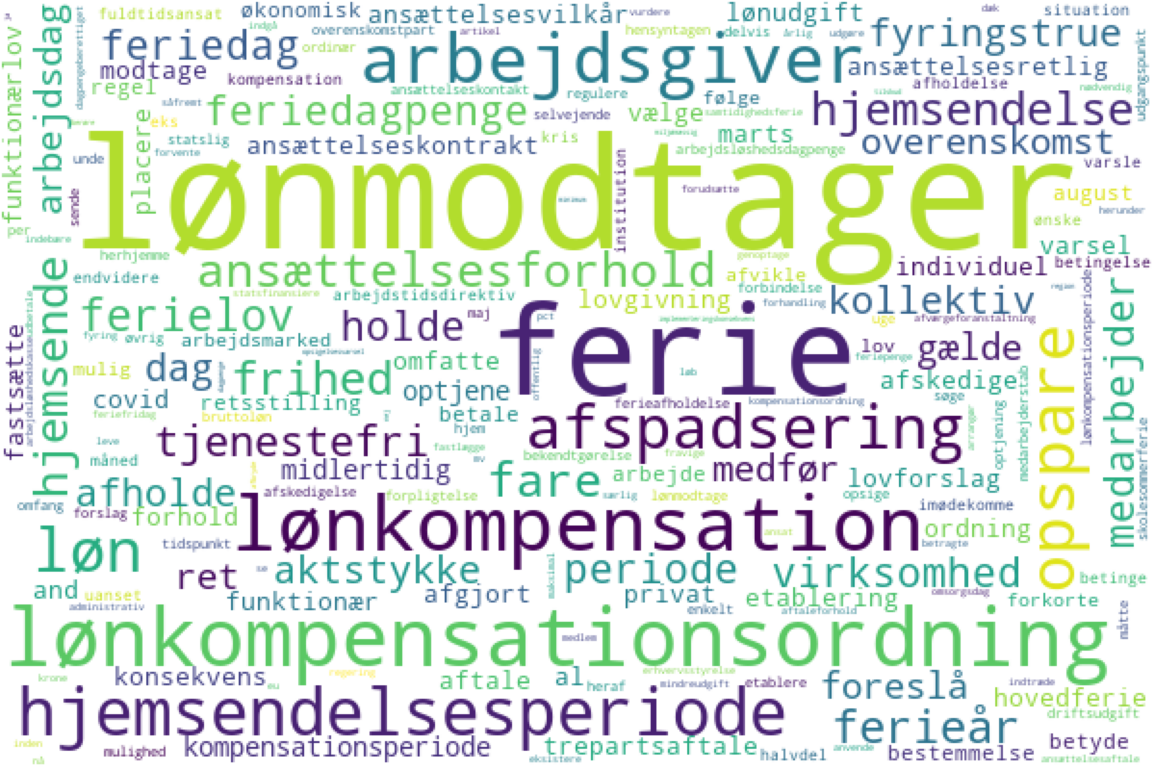 fuldtidsansat
økonomisk
ansættelsesvilkår
vurdere
lønudgift
dæk
situation
indgå
overenskomstpart
artikel
hensyntagen
delvis
årlig
udgøre
feriedag
ordinær
arbejdsgiver
fyringstrue
modtage
kompensation
ansættelsesretlig
regel
ansættelseskontakt
regulere
følge
afholdelse
nødvendig
udgangspunkt
dagpengeberettiget
såfremt
feriedagpenge
selvejende
vælge
samtidighedsferie
hjemsendelse
funktionærlov
arbejdsdag
placere
eks
statslig
forvente
ansættelseskontrakt
kris
marts
arbejdsløshedsdagpenge
overenskomst
unde
sende
lønmodtager
institution
forudsætte
varsle
august
herunder
ønske
per
indebære
herhjemme
genoptage
varsel
endvidere
ansættelsesforhold
afvikle
forbindelse
individuel
betingelse
statsfinansiere
arbejdstidsdirektiv
lovgivning
forhandling
kollektiv
region
ferielov
holde
maj
ferie
pct
afværgeforanstaltning
uge
fyring
øvrig
arbejdsmarked
opsigelsesvarsel
lov
gælde
feriepenge
hjemsende
fastsætte
mulig
dag
frihed
omfatte
offentlig
løb
afskedige
opspare
medarbejder
lønkompensationsperiode
covid
retsstilling
optjene
ferieafholdelse
kompensationsordning
søge
feriefridag
bruttoløn
betale
hjem
afspadsering
arrangør
optjening
medarbejderstab
skolesommerferie
leve
tjenestefri
fastlægge
mv
bekendtgørelse
fravige
måned
midlertidig
fare
arbejde
medfør
lovforslag
omfang
afholde
afskedigelse
forpligtelse
særlig
lønmodtage
opsige
imødekomme
forslag
forhold
lønkompensation
ansat
ordning
løn
tidspunkt
betragte
ret
se
aktstykke
maksimal
periode
virksomhed
omsorgsdag
betinge
and
uanset
administrativ
funktionær
afgjort
privat
enkelt
etablering
aftaleforhold
forkorte
måtte
lønkompensationsordning
medlem
krone
konsekvens
regering
eu
aftale
al
heraf
erhvervsstyrelse
mindreudgift
etablere
foreslå
indtræde
hovedferie
hjemsendelsesperiode
ferieår
driftsudgift
inden
nå
mulighed
kompensationsperiode
trepartsaftale
eksistere
halvdel
anvende
bestemmelse
betyde
ansættelsesaftale